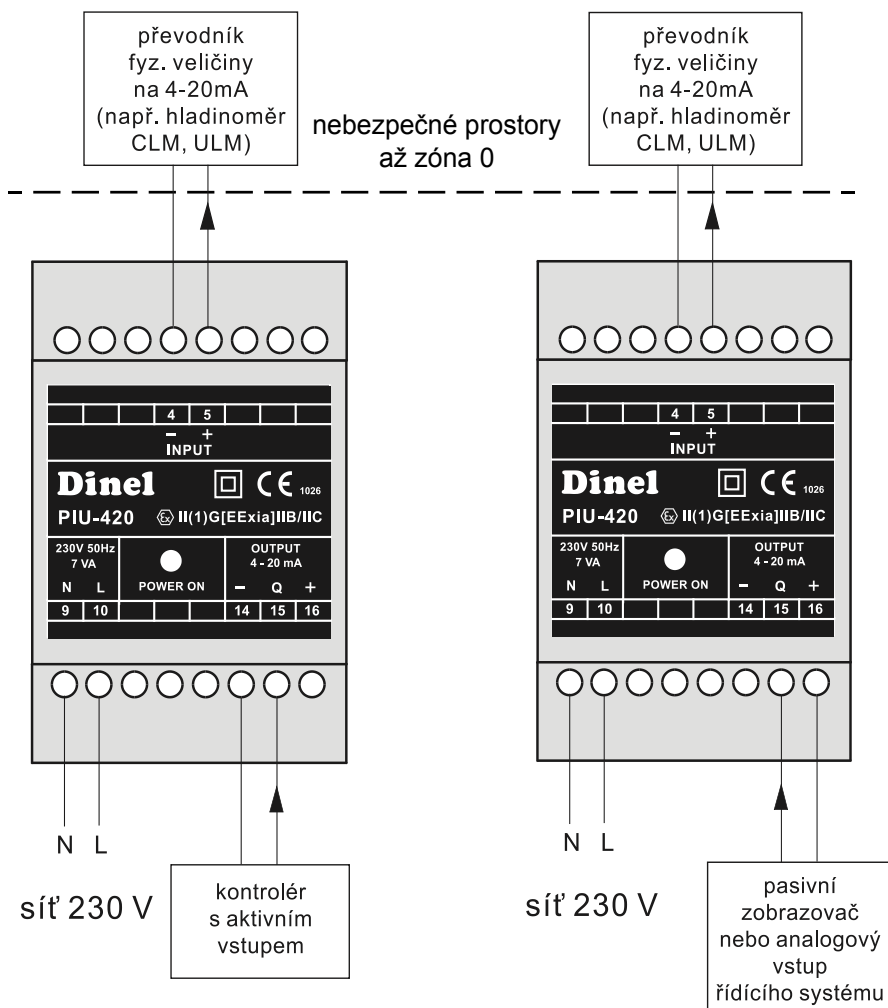 převodník
fyz. veličiny
na 4-20mA
(např. hladinoměr
CLM, ULM)
nebezpečné prostory
až zóna 0
převodník
fyz. veličiny
na 4-20mA
(např. hladinoměr
CLM, ULM)
4 5
– +
INPUT
Dinel CE 1026
PIU-420 Ex II(1)G[EExia]IIB/IIC
230V 50Hz
7 VA
N L
POWER ON
OUTPUT
4 - 20 mA
– Q +
9 10 14 15 16
N L
síť 230 V
kontrolér
s aktivním
vstupem
4 5
– +
INPUT
Dinel CE 1026
PIU-420 Ex II(1)G[EExia]IIB/IIC
230V 50Hz
7 VA
N L
POWER ON
OUTPUT
4 - 20 mA
– Q +
9 10 14 15 16
N L
síť 230 V
pasivní
zobrazovač
nebo analogový
vstup
řídícího systému